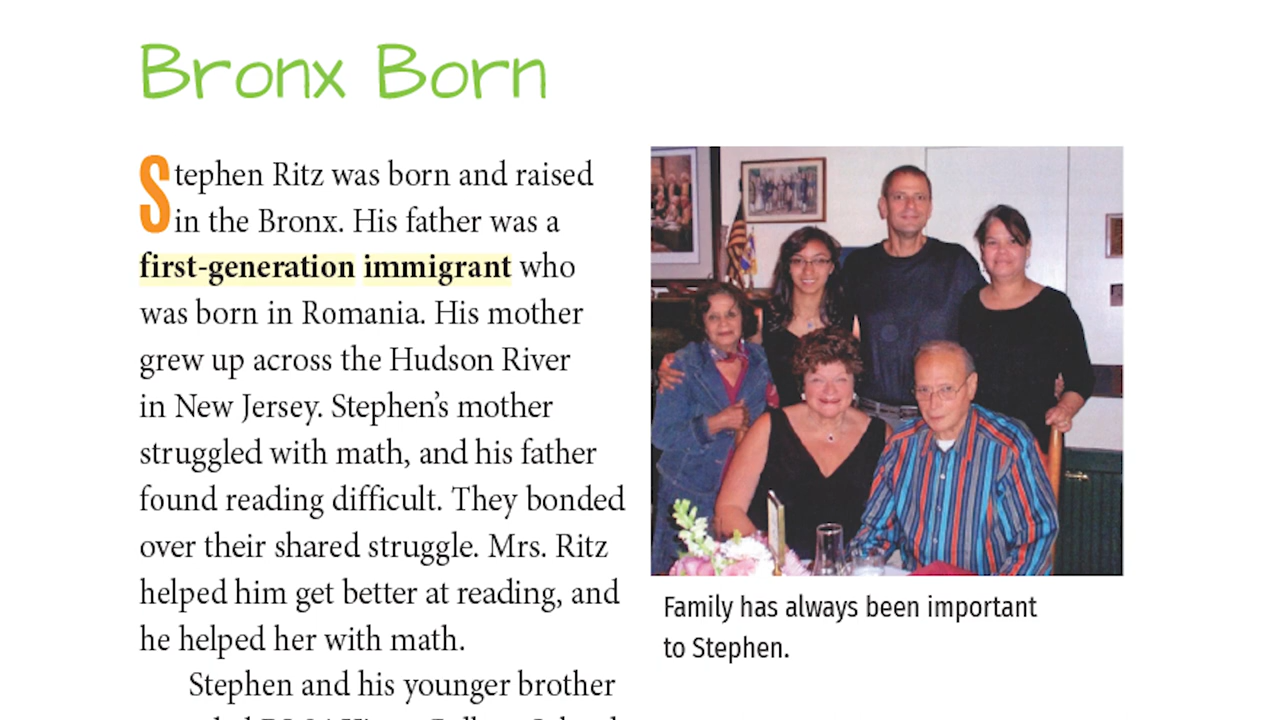 Bronx Born
Stephen Ritz was born and raised
in the Bronx. His father was a
first-generation immigrant who
was born in Romania. His mother
grew up across the Hudson River
in New Jersey. Stephen’s mother
struggled with math, and his father
found reading difficult. They bonded
over their shared struggle. Mrs. Ritz
helped him get better at reading, and
he helped her with math.
Stephen and his younger brother
Family has always been important
to Stephen.